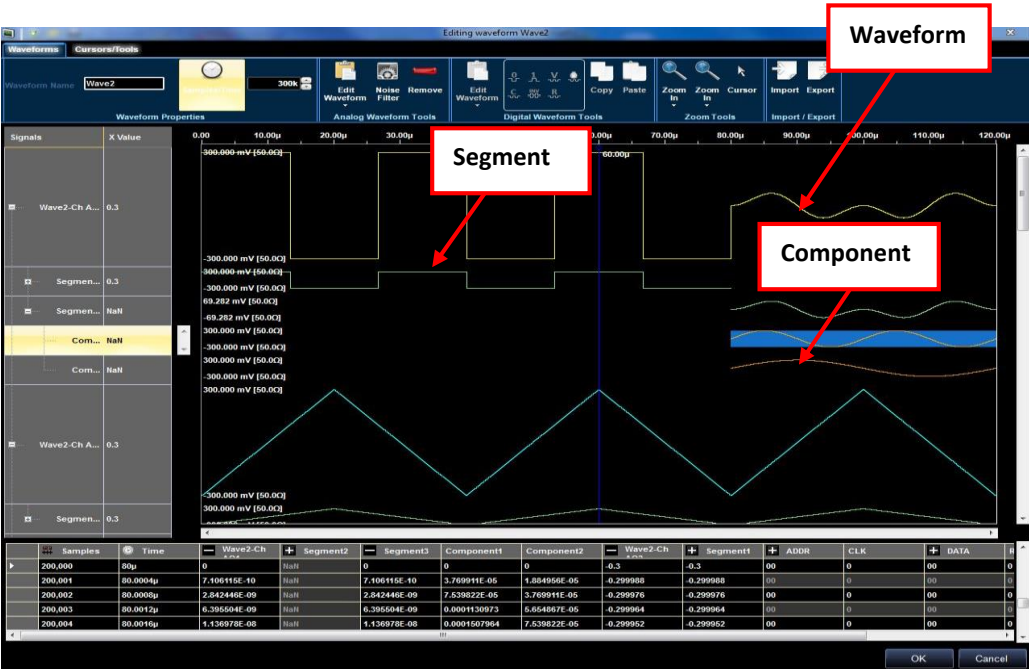 Editing waveform Wave2
Waveform
Waveforms Cursors/Tools
Waveform Name Wave2 300k
Edit Waveform Noise Filter Remove Edit Waveform Copy Paste Zoom In Zoom In Cursor Import Export
Waveform Properties Analog Waveform Tools Digital Waveform Tools Zoom Tools Import / Export
Signals X Value 0.00 10.00µ 20.00µ 30.00µ 70.00µ 80.00µ 90.00µ 100.00µ 110.00µ 120.00µ
300.000 mV [50.0Ω] 60.00µ
Segment
Wave2-Ch A... 0.3
Component
-300.000 mV [50.0Ω]
300.000 mV [50.0Ω]
Segmen... 0.3
-300.000 mV [50.0Ω]
69.282 mV [50.0Ω]
Segmen... NaN
-69.282 mV [50.0Ω]
300.000 mV [50.0Ω]
Com... NaN
-300.000 mV [50.0Ω]
300.000 mV [50.0Ω]
Com... NaN
-300.000 mV [50.0Ω]
300.000 mV [50.0Ω]
Wave2-Ch A... 0.3
-300.000 mV [50.0Ω]
300.000 mV [50.0Ω]
Segmen... 0.3
Samples Time Wave2-Ch Segment2 Segment3 Component1 Component2 Wave2-Ch Segment1 ADDR CLK DATA
200,000 80µ 0 NaN 0 0 0 -0.3 -0.3 00 0 00 0
200,001 80.0004µ 7.106115E-10 NaN 7.106115E-10 3.769911E-05 1.884956E-05 -0.299988 -0.299988 00 0 00 0
200,002 80.0008µ 2.842446E-09 NaN 2.842446E-09 7.539822E-05 3.769911E-05 -0.299976 -0.299976 00 0 00 0
200,003 80.0012µ 6.395504E-09 NaN 6.395504E-09 0.0001130973 5.654867E-05 -0.299964 -0.299964 00 0 00 0
200,004 80.0016µ 1.136978E-08 NaN 1.136978E-08 0.0001507964 7.539822E-05 -0.299952 -0.299952 00 0 00 0
OK Cancel